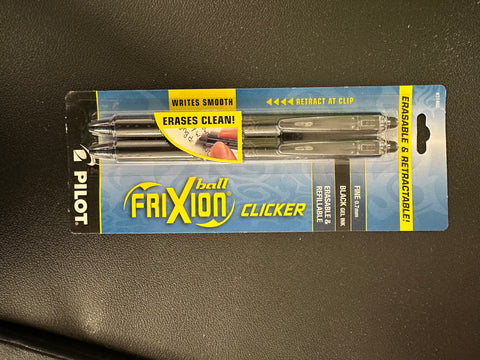 WRITES SMOOTH
ERASES CLEAN!
RETRACT AT CLIP
ERASABLE & RETRACTABLE!
PILOT
ball
FRIXION
CLICKER
FINE 0.7mm
BLACK GEL INK
ERASABLE &
REFILLABLE